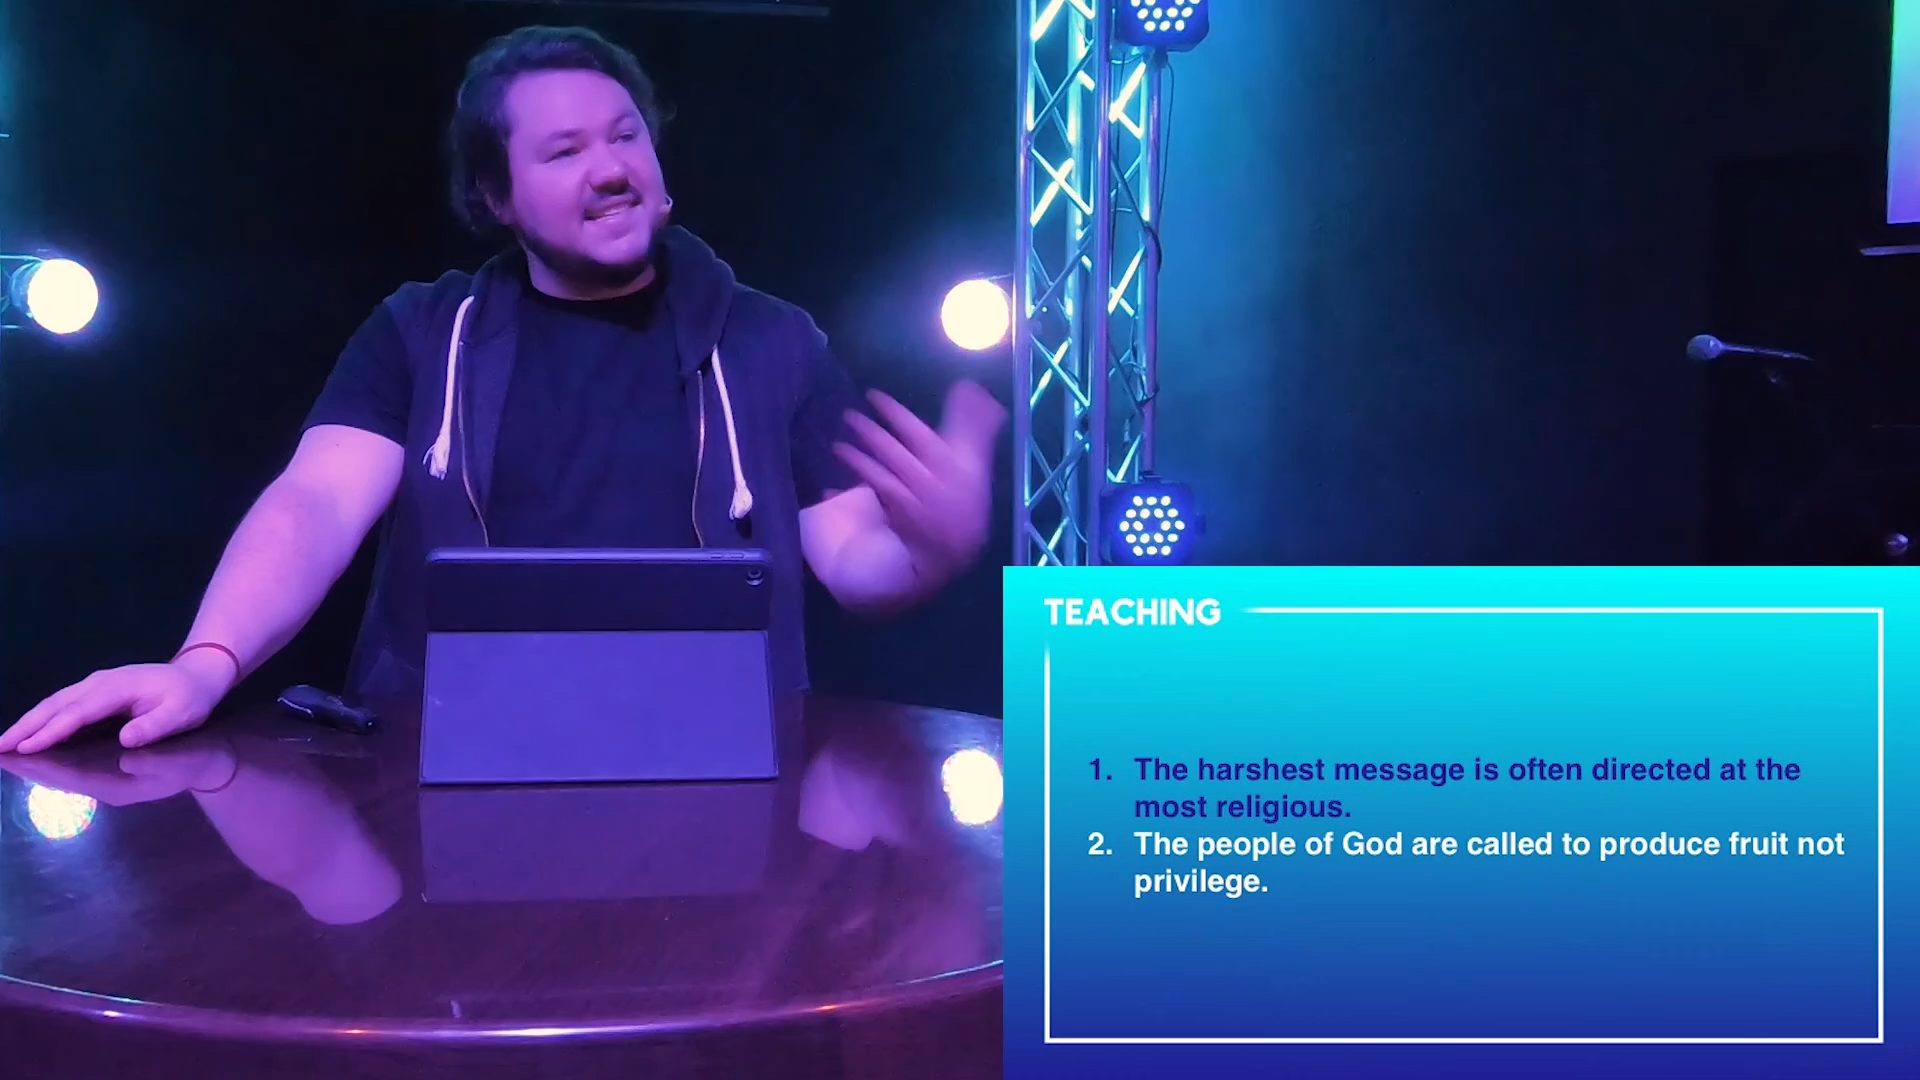 TEACHING
1. The harshest message is often directed at the
most religious.
2. The people of God are called to produce fruit not
privilege.